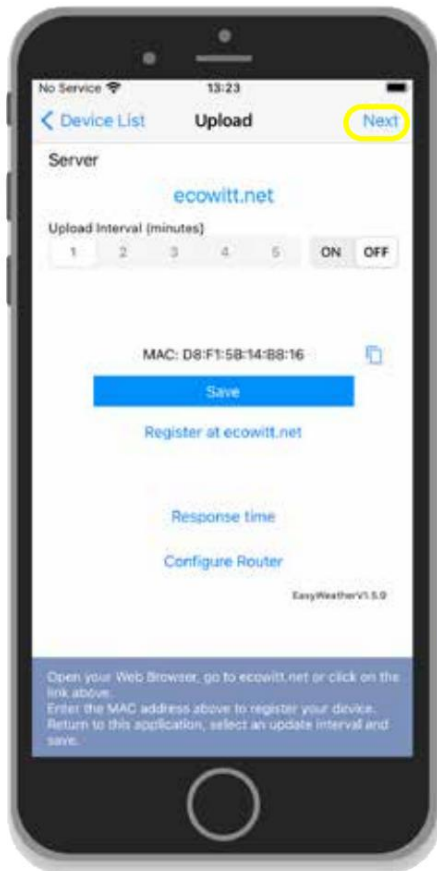 No Service 13:23
Device List Upload Next
Server
ecowitt.net
Upload Interval (minutes)
1 2 3 4 5 ON OFF
MAC: D8:F1:5B:14:B8:16
Save
Register at ecowitt.net
Response time
Configure Router
EasyWeatherV1.5.9
Open your Web Browser, go to ecowitt.net or click on the
link above.
Enter the MAC address above to register your device.
Return to this application, select an update interval and
save.